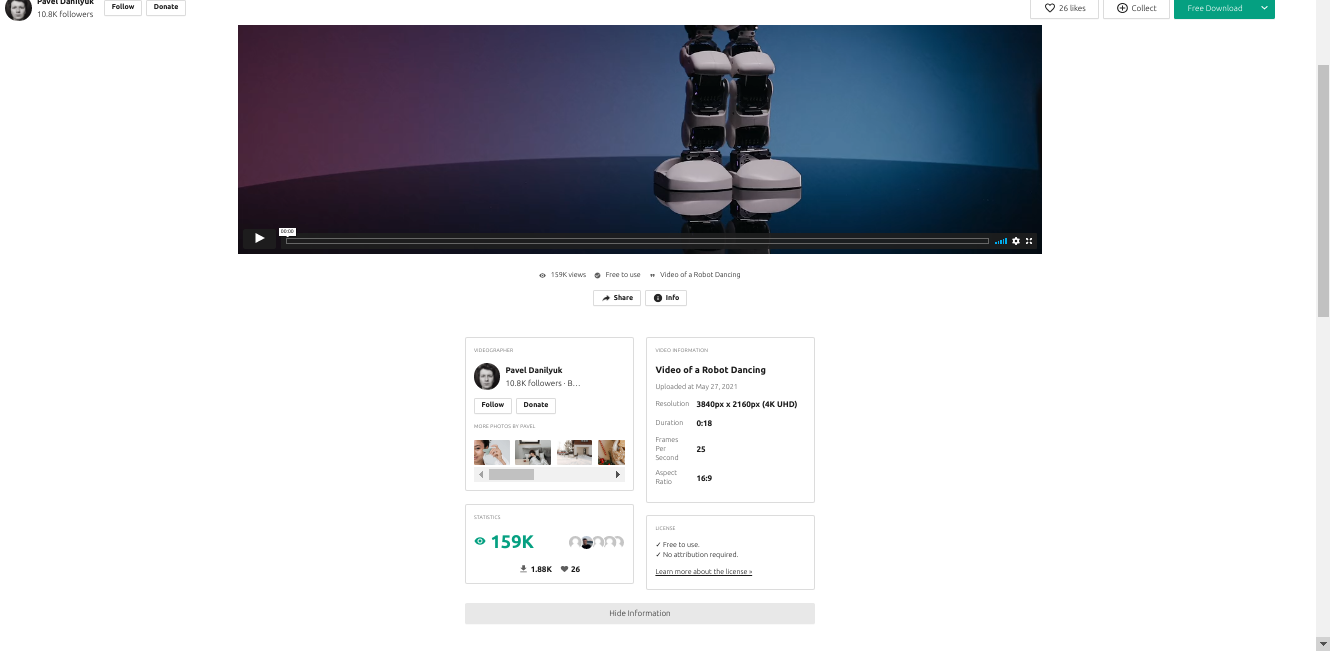 Pavel Danilyuk
10.8K followers
Follow
Donate
26 likes
Collect
Free Download
00:00
159K views
Free to use
Video of a Robot Dancing
Share
Info
VIDEOGRAPHER
Pavel Danilyuk
10.8K followers · B...
Follow
Donate
MORE PHOTOS BY PAVEL
STATISTICS
159K
1.88K
26
VIDEO INFORMATION
Video of a Robot Dancing
Uploaded at May 27, 2021
Resolution 3840px x 2160px (4K UHD)
Duration 0:18
Frames
Per
Second
25
Aspect
Ratio
16:9
LICENSE
✓ Free to use.
✓ No attribution required.
Learn more about the license »
Hide Information